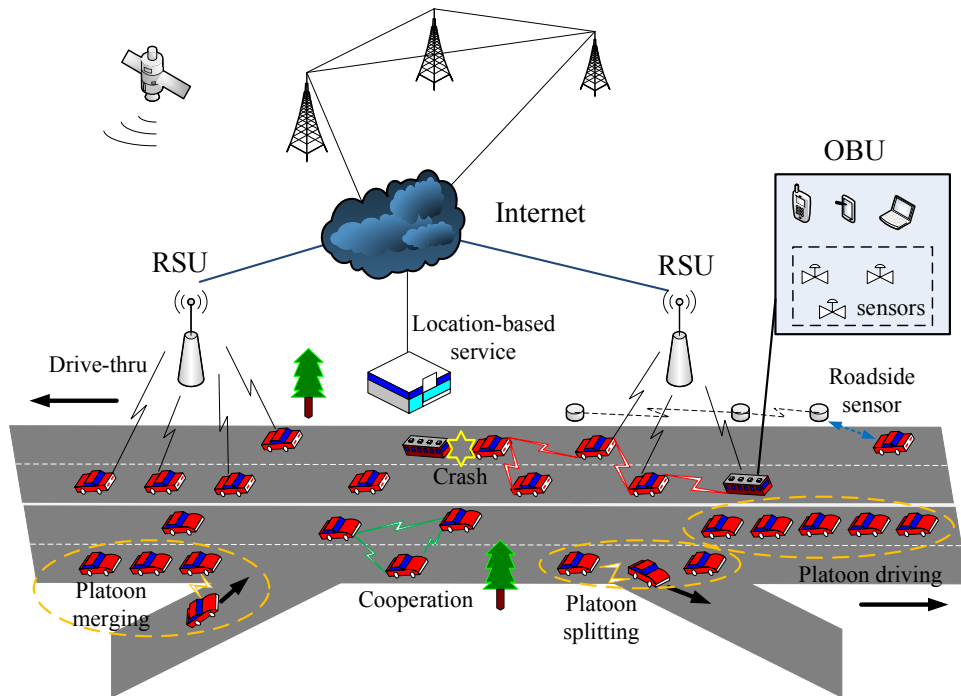 OBU
Internet
RSU
RSU
sensors
Location-based
service
Drive-thru
Roadside
sensor
Crash
Platoon
merging
Cooperation
Platoon
splitting
Platoon driving